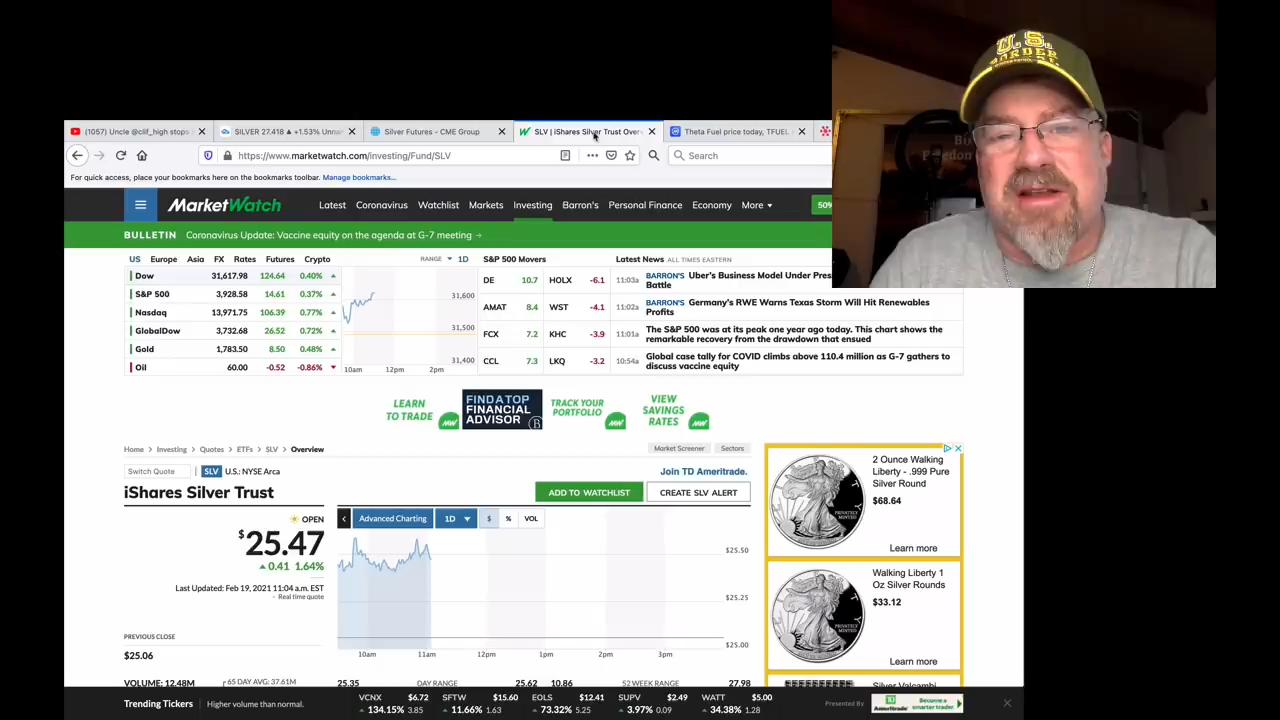 U.S.
BORDER
(1057) Uncle @clif_high stops
SILVER 27.418 ▲ +1.53% Unna
Silver Futures - CME Group
SLV | iShares Silver Trust Over
Theta Fuel price today, TFUEL
https://www.marketwatch.com/investing/Fund/SLV
Search
For quick access, place your bookmarks here on the bookmarks toolbar. Manage bookmarks...
MarketWatch
Latest Coronavirus Watchlist Markets Investing Barron's Personal Finance Economy More
50%
BULLETIN Coronavirus Update: Vaccine equity on the agenda at G-7 meeting →
US Europe Asia FX Rates Futures Crypto
RANGE 1D
Dow 31,617.98 124.64 0.40%
S&P 500 3,928.58 14.61 0.37%
Nasdaq 13,971.75 106.39 0.77%
GlobalDow 3,732.68 26.52 0.72%
Gold 1,783.50 8.50 0.48%
Oil 60.00 -0.52 -0.86%
31,600
31,500
31,400
10am 12pm 2pm
S&P 500 Movers
DE 10.7 HOLX -6.1
AMAT 8.4 WST -4.1
FCX 7.2 KHC -3.9
CCL 7.3 LKQ -3.2
Latest News ALL TIMES EASTERN
11:03a BARRON'S Uber's Business Model Under Pres
Battle
11:02a BARRON'S Germany's RWE Warns Texas Storm Will Hit Renewables
Profits
11:01a The S&P 500 was at its peak one year ago today. This chart shows the
remarkable recovery from the drawdown that ensued
10:54a Global case tally for COVID climbs above 110.4 million as G-7 gathers to
discuss vaccine equity
LEARN
TO TRADE
MW
FIND A TOP
FINANCIAL
ADVISOR
B
TRACK YOUR
PORTFOLIO
MW
VIEW
SAVINGS
RATES
MW
Home > Investing > Quotes > ETFs > SLV > Overview
Market Screener Sectors
Switch Quote SLV U.S.: NYSE Arca
Join TD Ameritrade.
iShares Silver Trust
ADD TO WATCHLIST CREATE SLV ALERT
OPEN
$25.47
0.41 1.64%
Last Updated: Feb 19, 2021 11:04 a.m. EST
Real time quote
PREVIOUS CLOSE
$25.06
Advanced Charting 1D $ % VOL
$25.50
$25.25
$25.00
10am 11am 12pm 1pm 2pm 3pm
2 Ounce Walking
Liberty - .999 Pure
Silver Round
$68.64
Learn more
Walking Liberty 1
Oz Silver Rounds
$33.12
Learn more
Silver Valcambi
VOLUME: 12.48M 65 DAY AVG: 37.61M
25.35 DAY RANGE 25.62 10.86 52 WEEK RANGE 27.98
Trending Tickers Higher volume than normal.
VCNX $6.72
134.15% 3.85
SFTW $15.60
11.66% 1.63
EOLS $12.41
73.32% 5.25
SUPV $2.49
3.97% 0.09
WATT $5.00
34.38% 1.28
Presented By
Ameritrade
Become a
smarter trader.